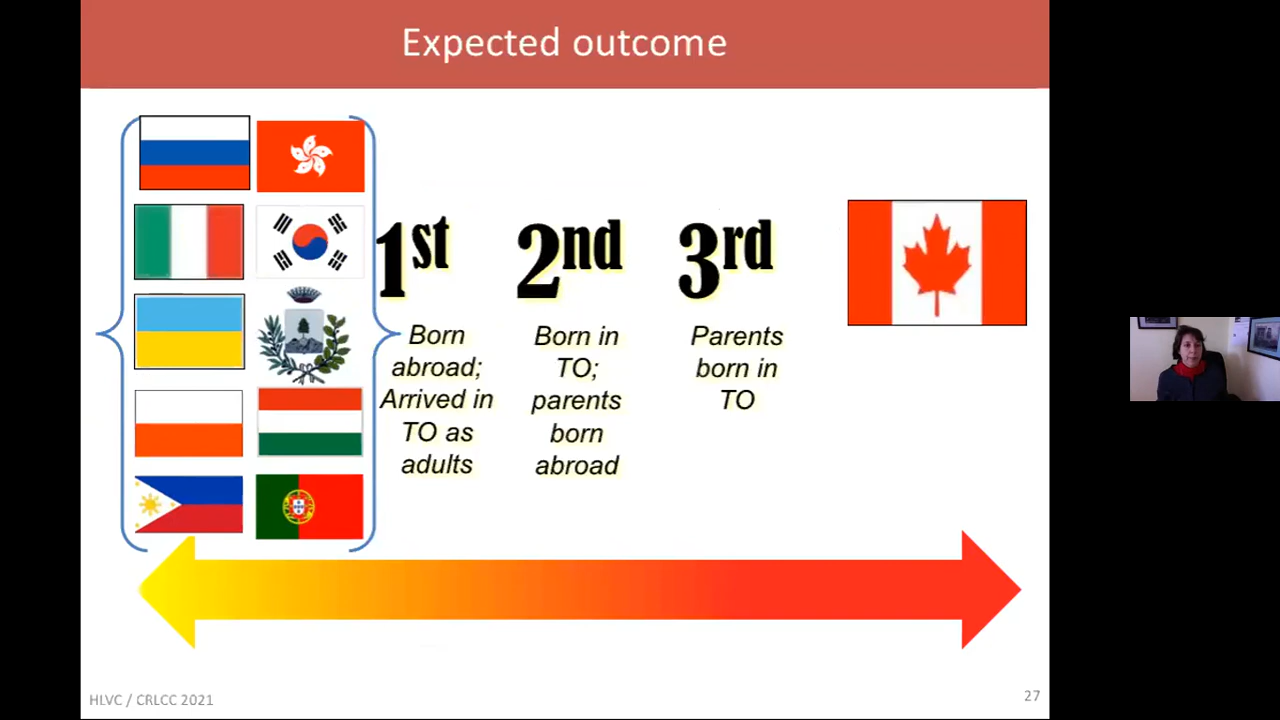 Expected outcome
1st
2nd
3rd
Born
abroad;
Arrived in
TO as
adults
Born in
TO;
parents
born
abroad
Parents
born in
TO
HLVC / CRLCC 2021
27